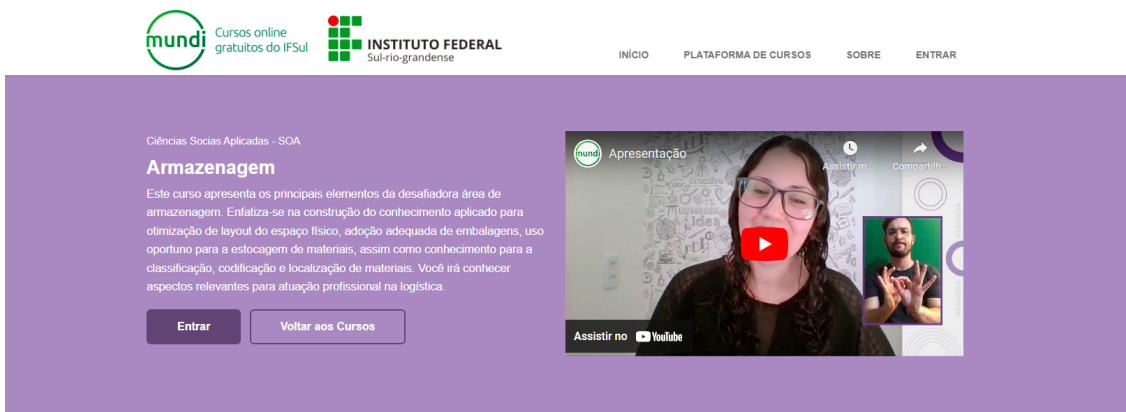 mundi
Cursos online
gratuitos do IFSul
INSTITUTO FEDERAL
Sul-rio-grandense
INÍCIO
PLATAFORMA DE CURSOS
SOBRE
ENTRAR
Ciências Socias Aplicadas - SOA
Armazenagem
Este curso apresenta os principais elementos da desafiadora área de
armazenagem. Enfatiza-se na construção do conhecimento aplicado para
otimização de layout do espaço físico, adoção adequada de embalagens, uso
oportuno para a estocagem de materiais, assim como conhecimento para a
classificação, codificação e localização de materiais. Você irá conhecer
aspectos relevantes para atuação profissional na logística.
Entrar
Voltar aos Cursos
mundi
Apresentação
Assistir m...
Compartilh...
idea
Assistir no YouTube